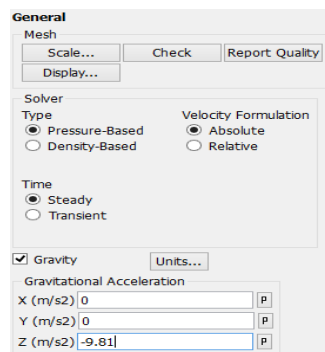 General
Mesh
Scale... Check Report Quality
Display...
Solver
Type Velocity Formulation
Pressure-Based Absolute
Density-Based Relative
Time
Steady
Transient
Gravity Units...
Gravitational Acceleration
X (m/s2) 0 P
Y (m/s2) 0 P
Z (m/s2) -9.81 P